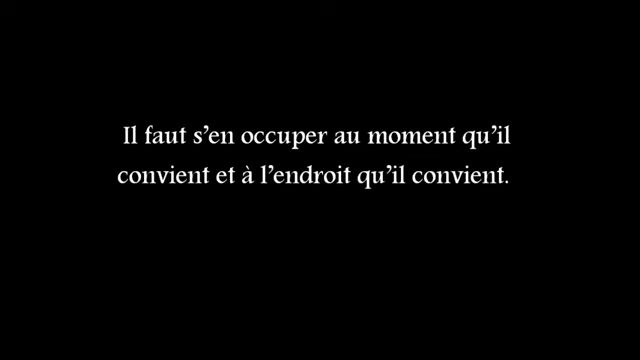 Il faut s’en occuper au moment qu’il
convient et à l’endroit qu’il convient.